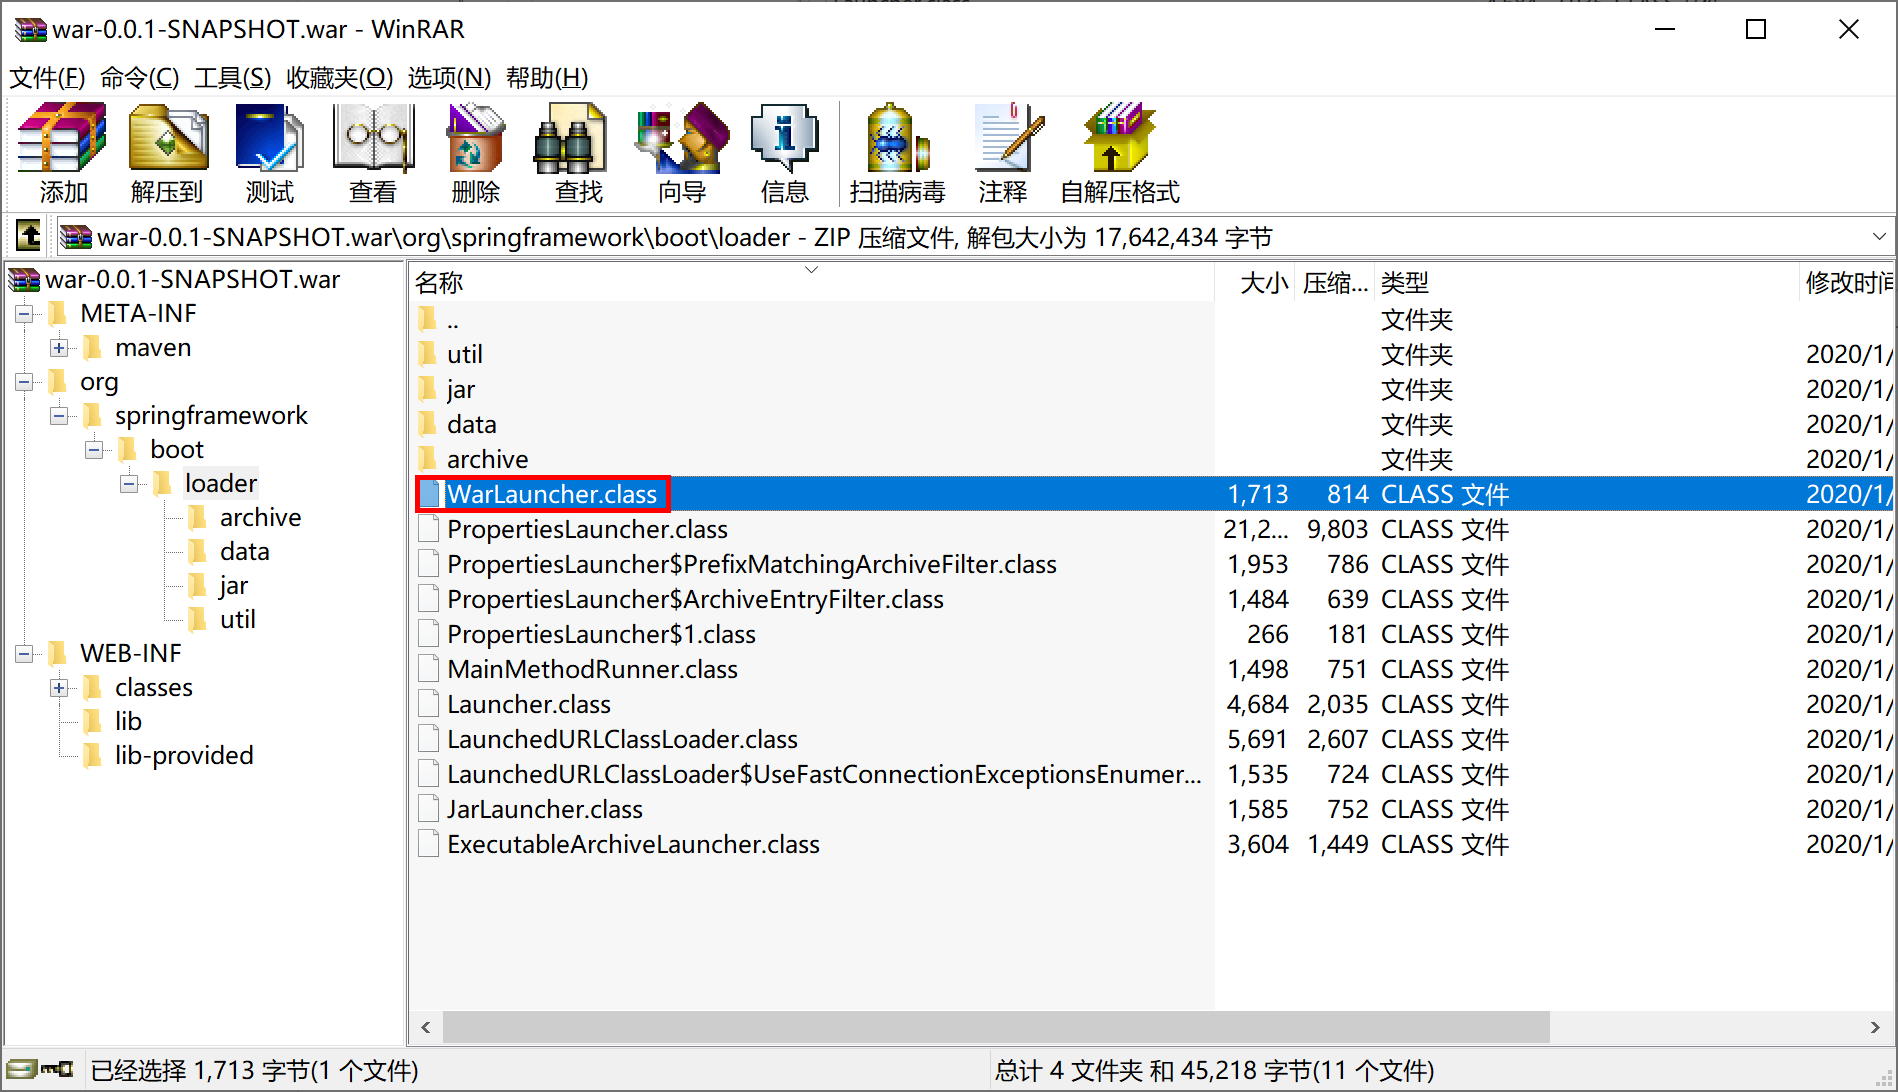 war-0.0.1-SNAPSHOT.war - WinRAR
文件(F) 命令(C) 工具(S) 收藏夹(O) 选项(N) 帮助(H)
添加 解压到 测试 查看 删除 查找 向导 信息 扫描病毒 注释 自解压格式
war-0.0.1-SNAPSHOT.war\org\springframework\boot\loader - ZIP 压缩文件, 解包大小为 17,642,434 字节
war-0.0.1-SNAPSHOT.war
META-INF
maven
org
springframework
boot
loader
archive
data
jar
util
WEB-INF
classes
lib
lib-provided
名称 大小 压缩... 类型 修改时间
.. 文件夹
util 文件夹 2020/1/
jar 文件夹 2020/1/
data 文件夹 2020/1/
archive 文件夹 2020/1/
WarLauncher.class 1,713 814 CLASS 文件 2020/1/
PropertiesLauncher.class 21,2... 9,803 CLASS 文件 2020/1/
PropertiesLauncher$PrefixMatchingArchiveFilter.class 1,953 786 CLASS 文件 2020/1/
PropertiesLauncher$ArchiveEntryFilter.class 1,484 639 CLASS 文件 2020/1/
PropertiesLauncher$1.class 266 181 CLASS 文件 2020/1/
MainMethodRunner.class 1,498 751 CLASS 文件 2020/1/
Launcher.class 4,684 2,035 CLASS 文件 2020/1/
LaunchedURLClassLoader.class 5,691 2,607 CLASS 文件 2020/1/
LaunchedURLClassLoader$UseFastConnectionExceptionsEnumer... 1,535 724 CLASS 文件 2020/1/
JarLauncher.class 1,585 752 CLASS 文件 2020/1/
ExecutableArchiveLauncher.class 3,604 1,449 CLASS 文件 2020/1/
已经选择 1,713 字节(1 个文件)
总计 4 文件夹 和 45,218 字节(11 个文件)